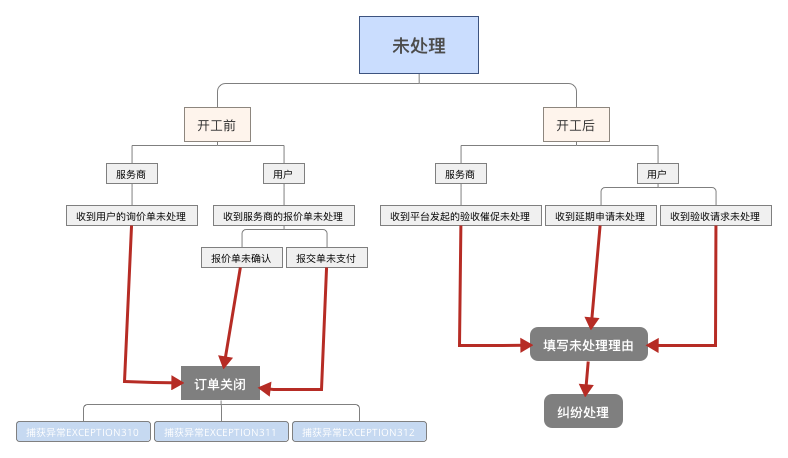 未处理
开工前
开工后
服务商
用户
服务商
用户
收到用户的询价单未处理
收到服务商的报价单未处理
收到平台发起的验收催促未处理
收到延期申请未处理
收到验收请求未处理
报价单未确认
报交单未支付
填写未处理理由
订单关闭
纠纷处理
捕获异常EXCEPTION310
捕获异常EXCEPTION311
捕获异常EXCEPTION312